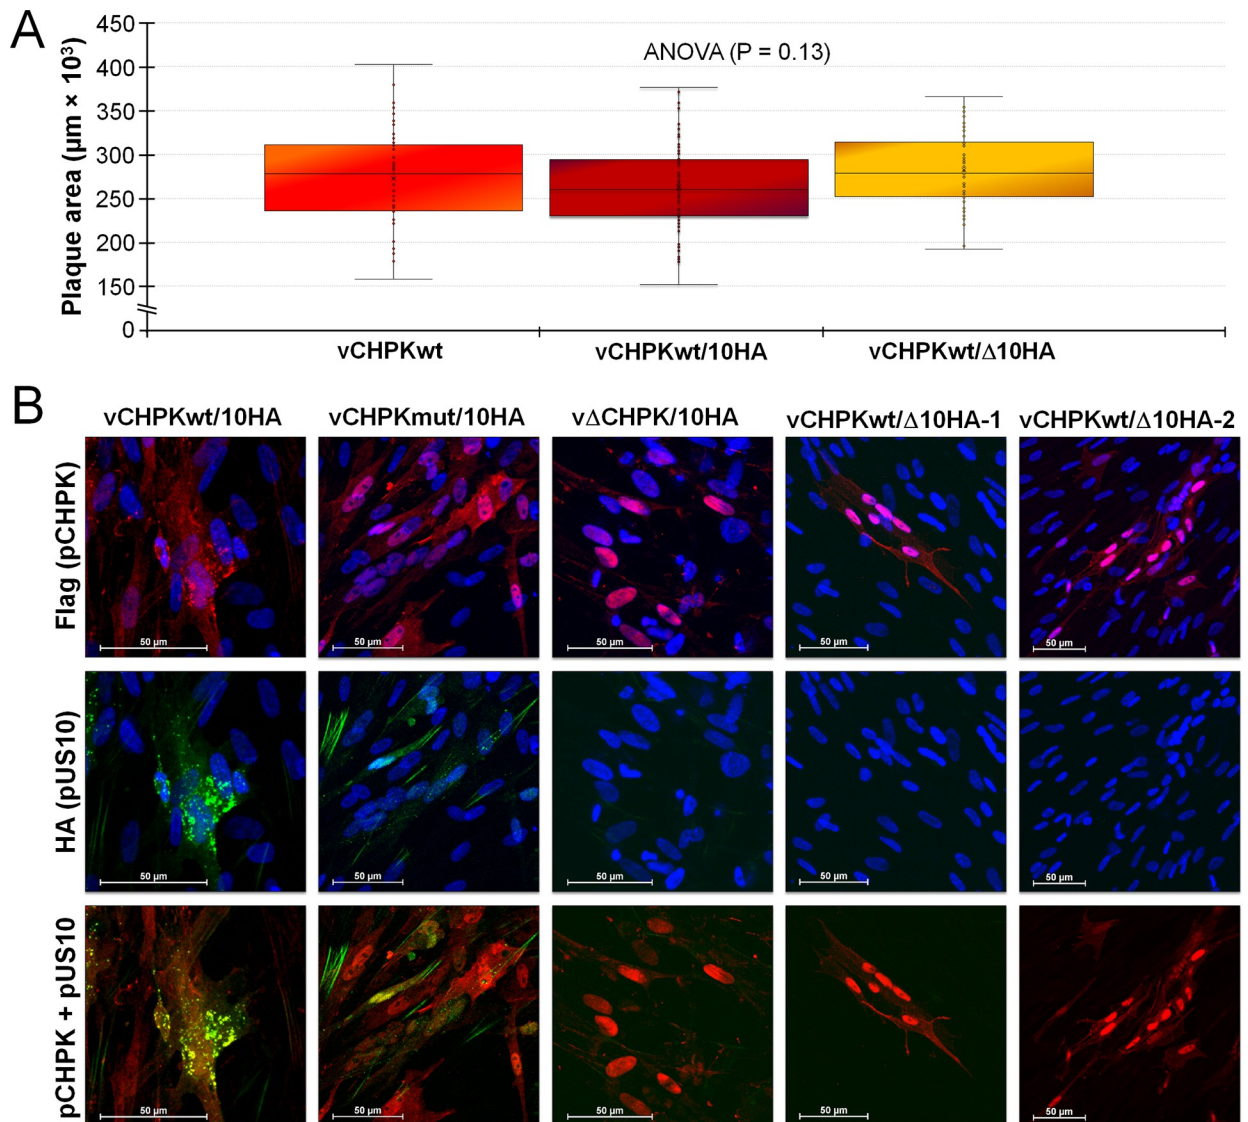 A
Plaque area (µm × 10³)
450
400
350
300
250
200
150
0
ANOVA (P = 0.13)
vCHPKwt
vCHPKwt/10HA
vCHPKwt/Δ10HA
B
vCHPKwt/10HA
vCHPKmut/10HA
vΔCHPK/10HA
vCHPKwt/Δ10HA-1
vCHPKwt/Δ10HA-2
Flag (pCHPK)
50 µm
50 µm
50 µm
50 µm
50 µm
HA (pUS10)
50 µm
50 µm
50 µm
50 µm
50 µm
pCHPK + pUS10
50 µm
50 µm
50 µm
50 µm
50 µm